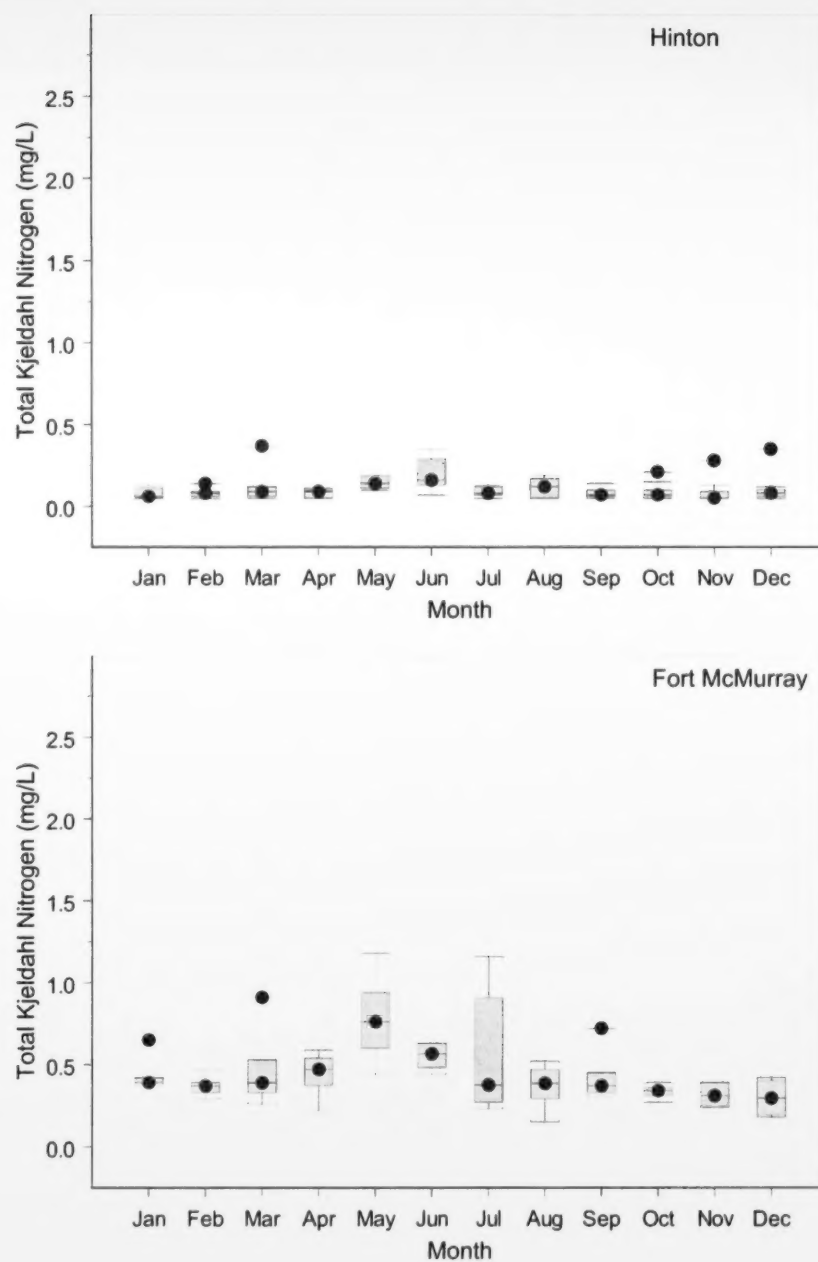 Hinton
Total Kjeldahl Nitrogen (mg/L)
2.5
2.0
1.5
1.0
0.5
0.0
Jan Feb Mar Apr May Jun Jul Aug Sep Oct Nov Dec
Month
Fort McMurray
Total Kjeldahl Nitrogen (mg/L)
2.5
2.0
1.5
1.0
0.5
0.0
Jan Feb Mar Apr May Jun Jul Aug Sep Oct Nov Dec
Month